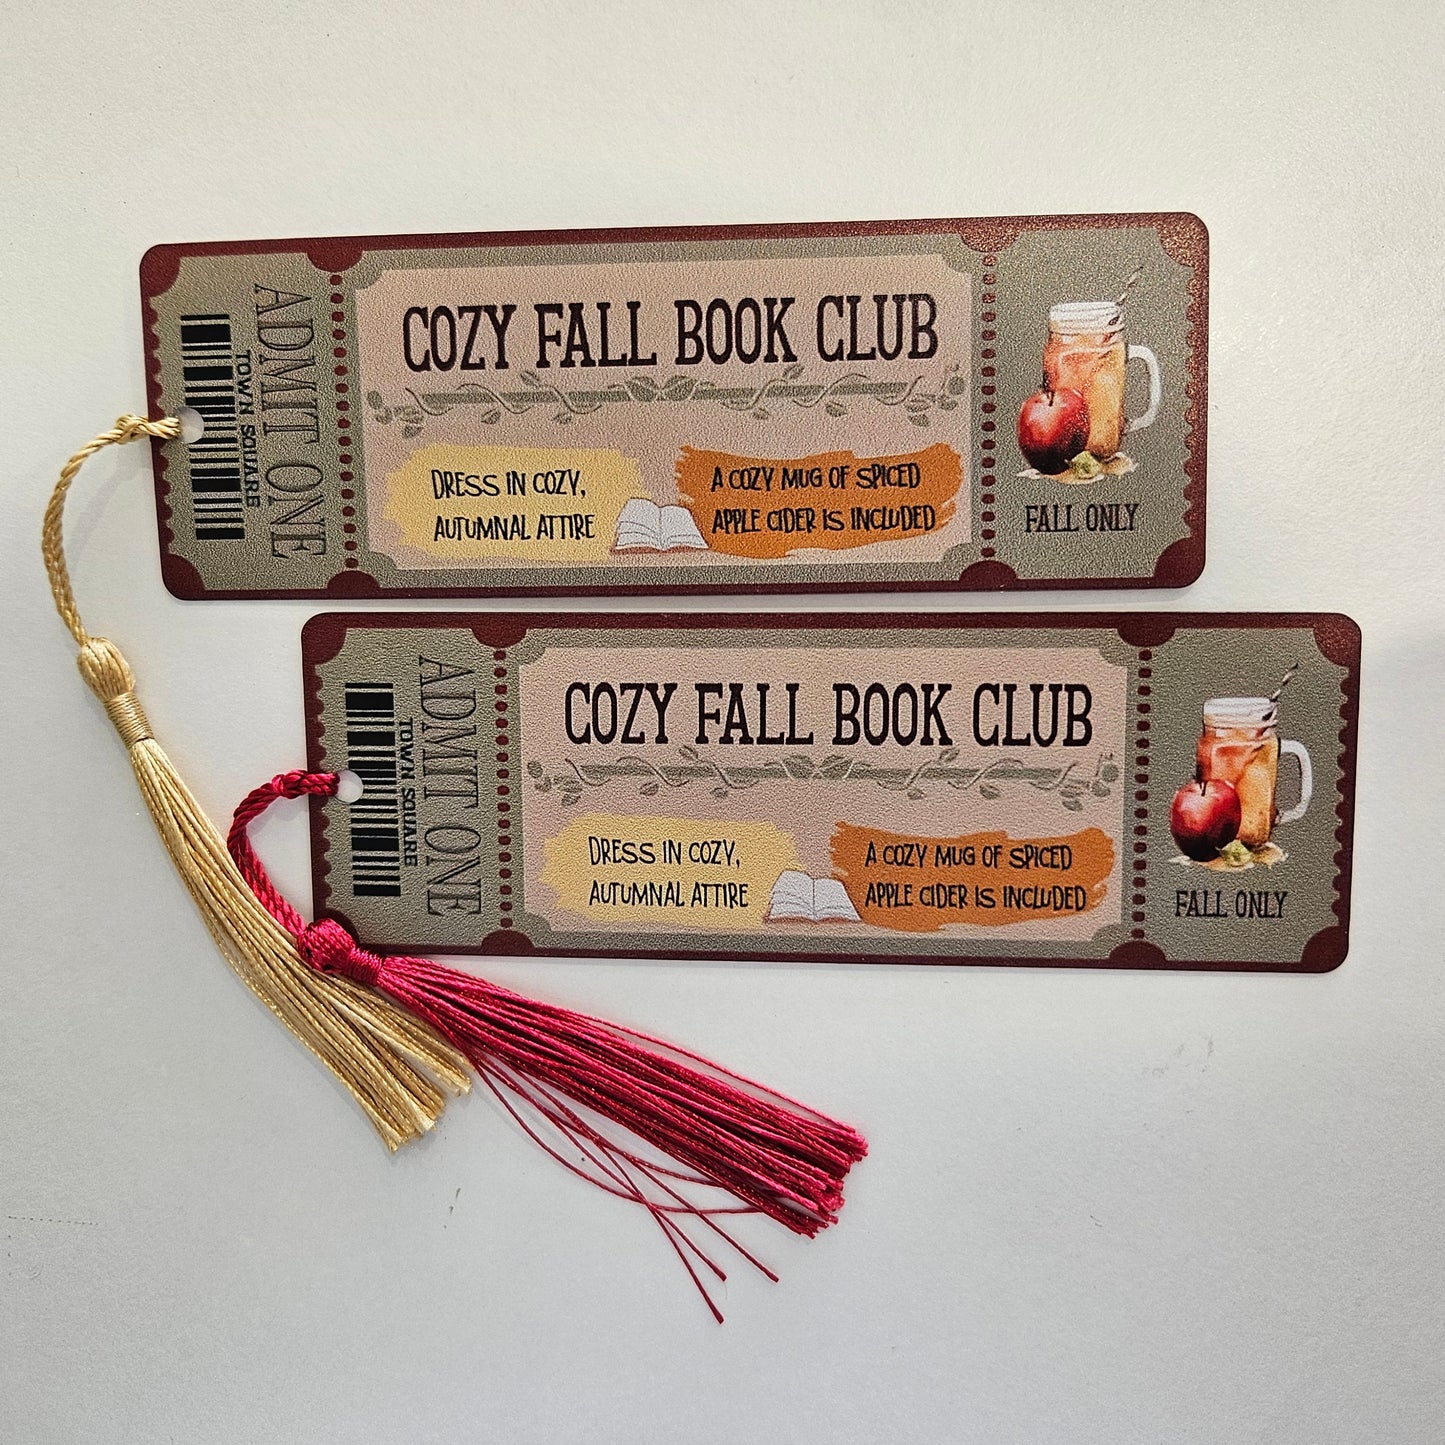 ADMIT ONE
TOWN SQUARE
COZY FALL BOOK CLUB
DRESS IN COZY,
AUTUMNAL ATTIRE
A COZY MUG OF SPICED
APPLE CIDER IS INCLUDED
FALL ONLY
ADMIT ONE
TOWN SQUARE
COZY FALL BOOK CLUB
DRESS IN COZY,
AUTUMNAL ATTIRE
A COZY MUG OF SPICED
APPLE CIDER IS INCLUDED
FALL ONLY